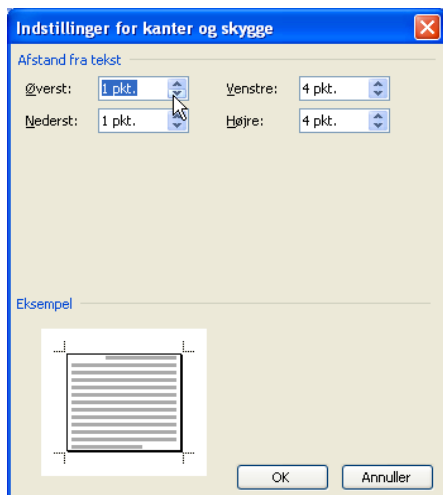 Indstillinger for kanter og skygge
Afstand fra tekst
Øverst: 1 pkt. Venstre: 4 pkt.
Nederst: 1 pkt. Højre: 4 pkt.
Eksempel
OK Annuller